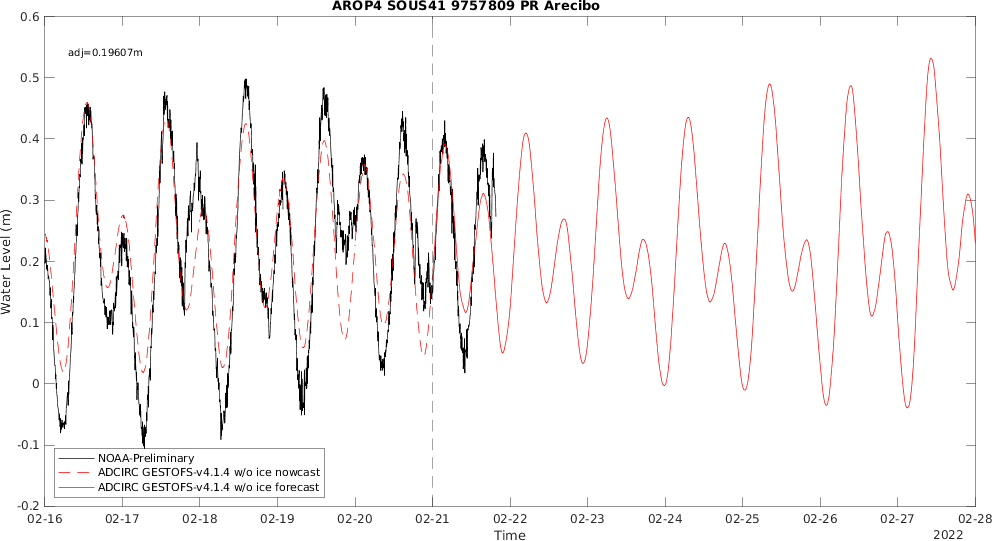 AROP4 SOUS41 9757809 PR Arecibo
adj=0.19607m
Water Level (m)
0.6
0.5
0.4
0.3
0.2
0.1
0
-0.1
-0.2
NOAA-Preliminary
ADCIRC GESTOFS-v4.1.4 w/o ice nowcast
ADCIRC GESTOFS-v4.1.4 w/o ice forecast
02-16 02-17 02-18 02-19 02-20 02-21 02-22 02-23 02-24 02-25 02-26 02-27 02-28
Time
2022